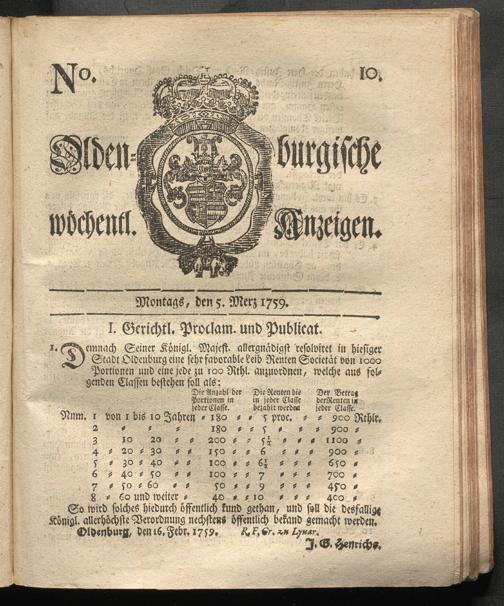 No. 10.
Olden= burgische
wöchentl. Anzeigen.
Montags, den 5. Merz 1759.
I. Gerichtl. Proclam. und Publicat.
1. Demnach Seiner Königl. Majest. allergnädigst resolviret in hiesiger
Stadt Oldenburg eine sehr favorable Leib Renten Societät von 1000
Portionen und eine jede zu 100 Rthl. anzuordnen, welche aus fol-
genden Classen bestehen soll als:
Die Anzahl der Die Renten die Der Betrag
Portionen in in jeder Classe der Renten in
jeder Classe. bezahlt werden jeder Classe.
Num. 1 von 1 bis 10 Jahren = 180 = = 5 proc. = = 900 Rthlr.
2 = = = = 180 = = 5 = = 900 =
3 10 20 = = 200 = = 5½ = = 1100 =
4 = 20 = 30 = = 150 = = 6 = = 900 =
5 = 30 = 40 = = 100 = = 6½ = = 650 =
6 = 40 = 50 = = 100 = = 7 = = 700 =
7 = 50 = 60 = = 50 = = 9 = = 450 =
8 = 60 und weiter = 40 = = 10 = = 400 =
So wird solches hiedurch öffentlich kund gethan, und soll die desfallige
Königl. allerhöchste Verordnung nechstens öffentlich bekand gemacht werden.
Oldenburg, den 16. Febr. 1759. R. F. Gr. zu Lynar.
J. G. Henrichs.